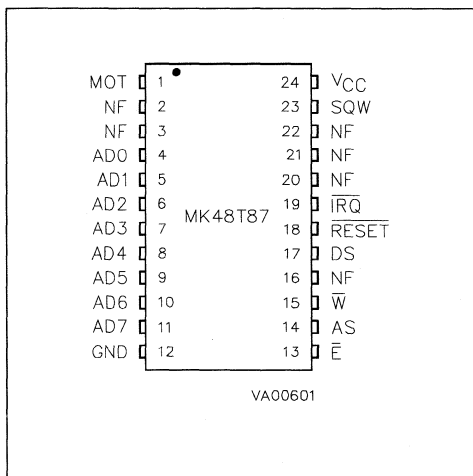 MOT 1 24 VCC
NF 2 23 SQW
NF 3 22 NF
AD0 4 21 NF
AD1 5 20 NF
AD2 6 19 I̅R̅Q̅
AD3 7 MK48T87 18 R̅E̅S̅E̅T̅
AD4 8 17 DS
AD5 9 16 NF
AD6 10 15 W̅
AD7 11 14 AS
GND 12 13 E̅
VA00601